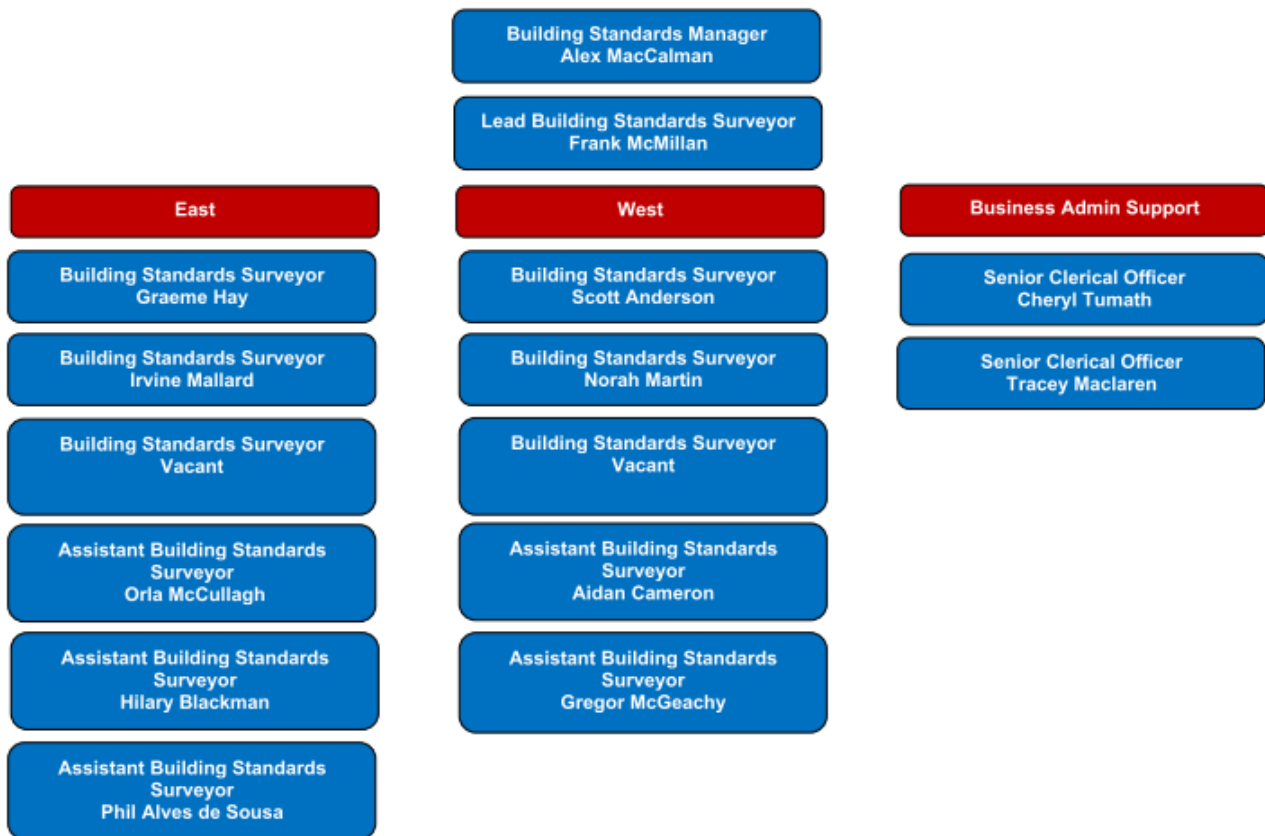 Building Standards Manager
Alex MacCalman
Lead Building Standards Surveyor
Frank McMillan
East
Building Standards Surveyor
Graeme Hay
Building Standards Surveyor
Irvine Mallard
Building Standards Surveyor
Vacant
Assistant Building Standards
Surveyor
Orla McCullagh
Assistant Building Standards
Surveyor
Hilary Blackman
Assistant Building Standards
Surveyor
Phil Alves de Sousa
West
Building Standards Surveyor
Scott Anderson
Building Standards Surveyor
Norah Martin
Building Standards Surveyor
Vacant
Assistant Building Standards
Surveyor
Aidan Cameron
Assistant Building Standards
Surveyor
Gregor McGeachy
Business Admin Support
Senior Clerical Officer
Cheryl Tumath
Senior Clerical Officer
Tracey Maclaren